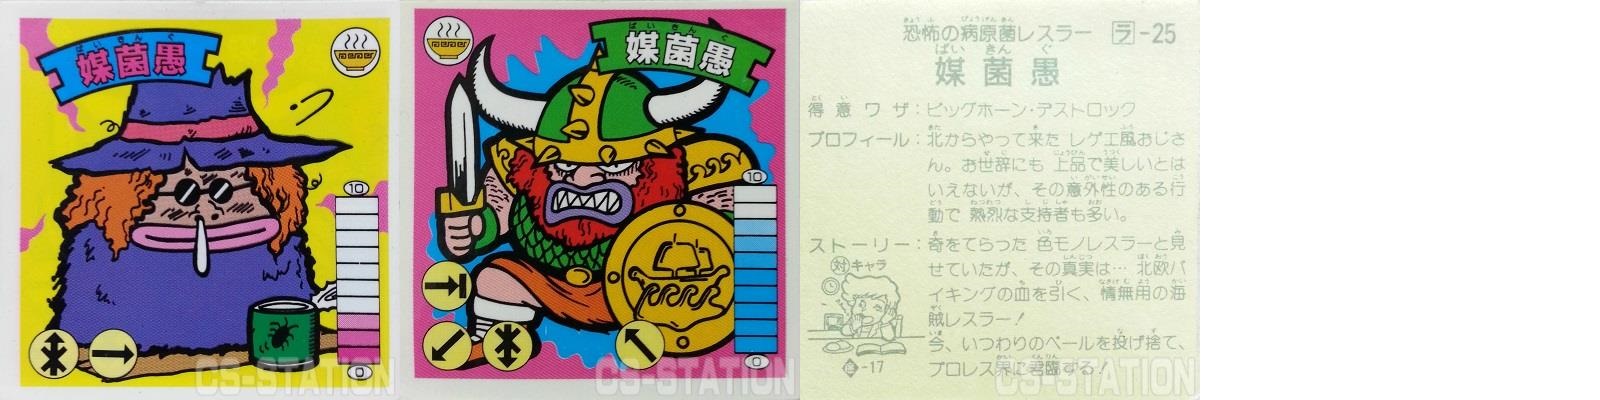 ばいきんぐ
媒菌愚
10
0
CS-STATION
ばいきんぐ
媒菌愚
10
0
CS-STATION
恐怖の病原菌レスラー ラ-25
ばいきんぐ
媒菌愚
得意ワザ:ビッグホーン・デストロック
プロフィール:北からやって来た レゲエ風おじさ
ん。お世辞にも 上品で美しいとは
いえないが、その意外性のある行
動で 熱烈な支持者も多い。
ストーリー:奇をてらった 色モノレスラーと見
せていたが、その真実は… 北欧バ
イキングの血を引く、情無用の海
賊レスラー!
今、いつわりのベールを投げ捨て、
プロレス界に君臨する!
対キャラ
-17
CS-STATION